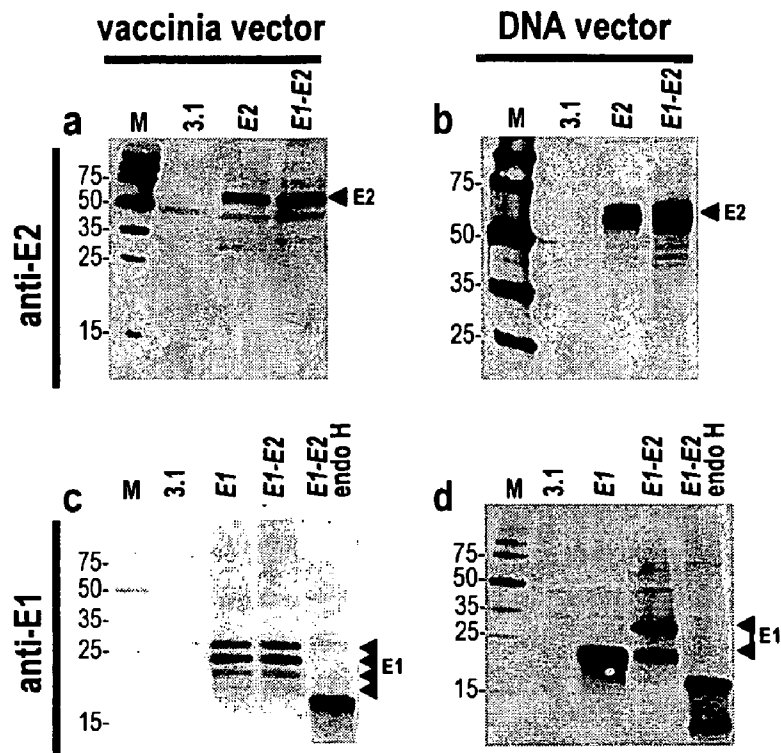 vaccinia vector
DNA vector
a
M
3.1
E2
E1-E2
b
M
3.1
E2
E1-E2
anti-E2
75-
50-
35-
25-
15-
E2
75-
50-
35-
25-
E2
c
M
3.1
E1
E1-E2
E1-E2
endo H
d
M
3.1
E1
E1-E2
E1-E2
endo H
anti-E1
75-
50-
35-
25-
15-
E1
75-
50-
35-
25-
15-
E1